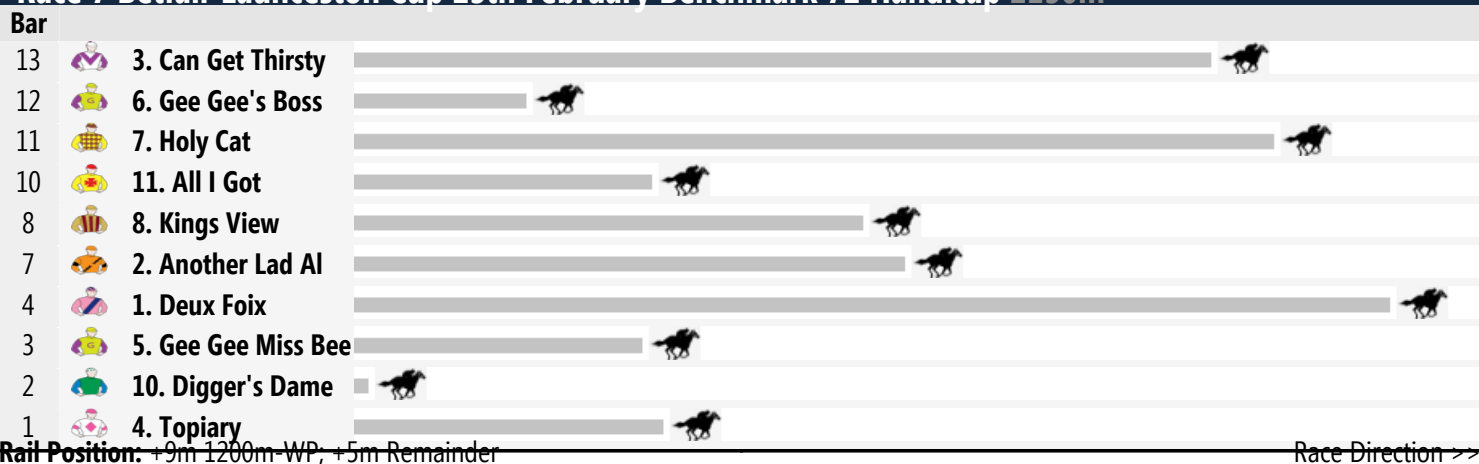 Bar
13 3. Can Get Thirsty
12 6. Gee Gee's Boss
11 7. Holy Cat
10 11. All I Got
8 8. Kings View
7 2. Another Lad Al
4 1. Deux Foix
3 5. Gee Gee Miss Bee
2 10. Digger's Dame
1 4. Topiary
Rail Position: +9m 1200m-WP; +5m Remainder Race Direction >>